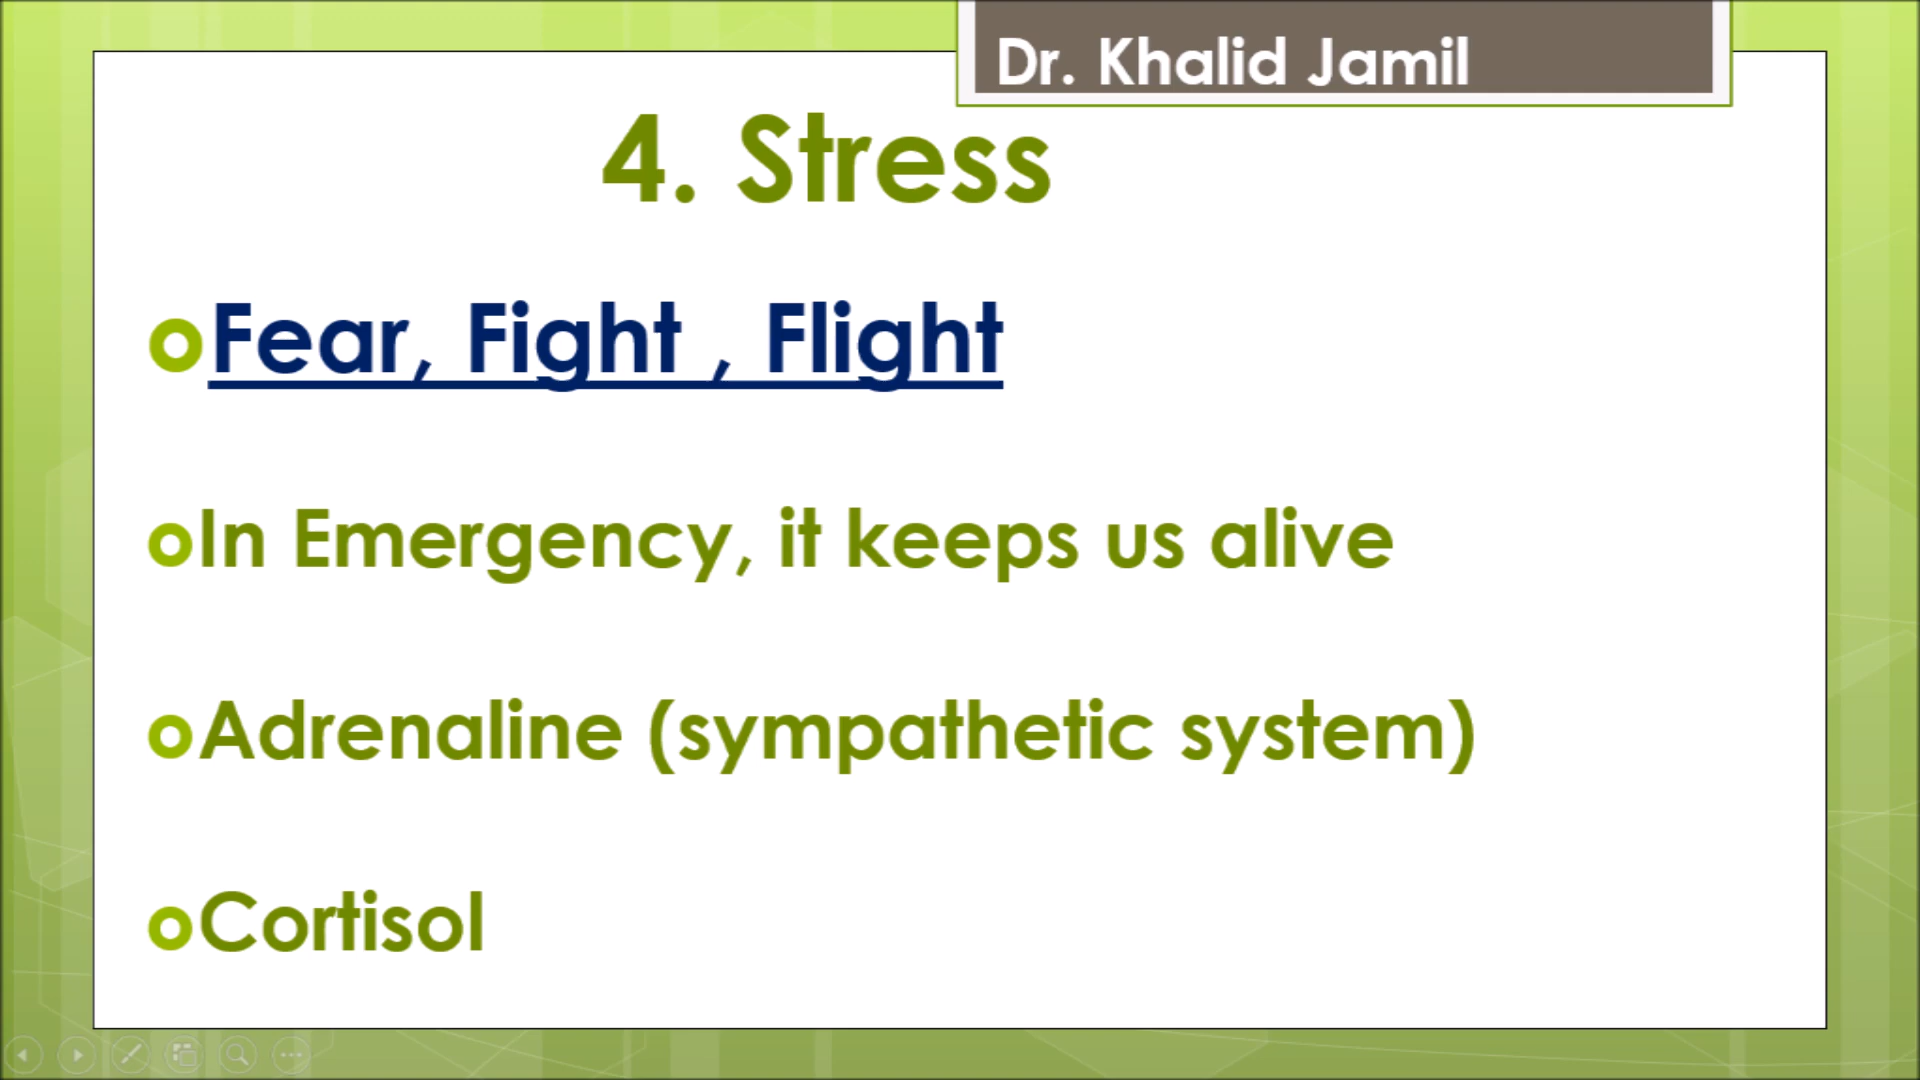 Dr. Khalid Jamil
4. Stress
Fear, Fight , Flight
In Emergency, it keeps us alive
Adrenaline (sympathetic system)
Cortisol